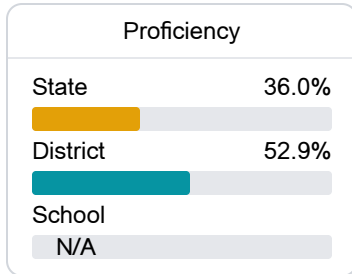 Proficiency
State 36.0%
District 52.9%
School
N/A